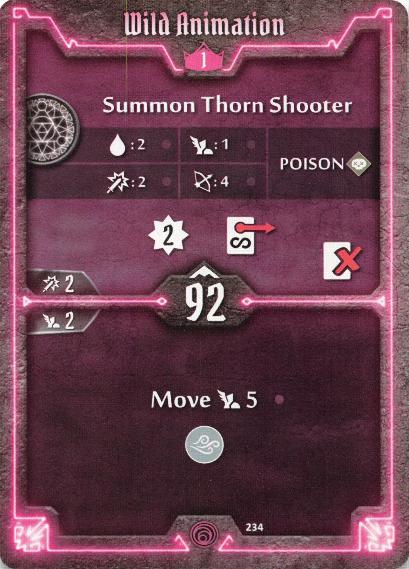 Wild Animation
1
Summon Thorn Shooter
:2 :1
POISON
:2 :4
2
2
92
2
Move 5
234